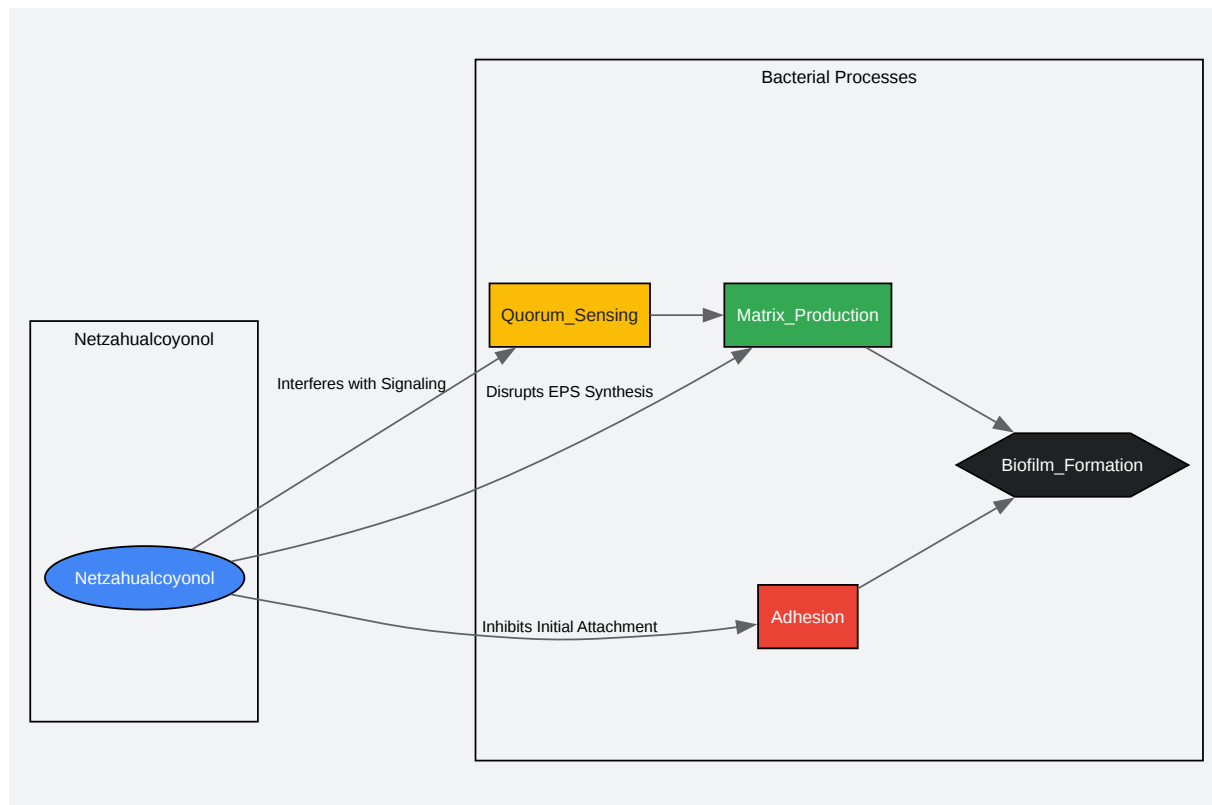 Bacterial Processes
Netzahualcoyonol
Quorum_Sensing
Matrix_Production
Interferes with Signaling
Disrupts EPS Synthesis
Biofilm_Formation
Netzahualcoyonol
Inhibits Initial Attachment
Adhesion